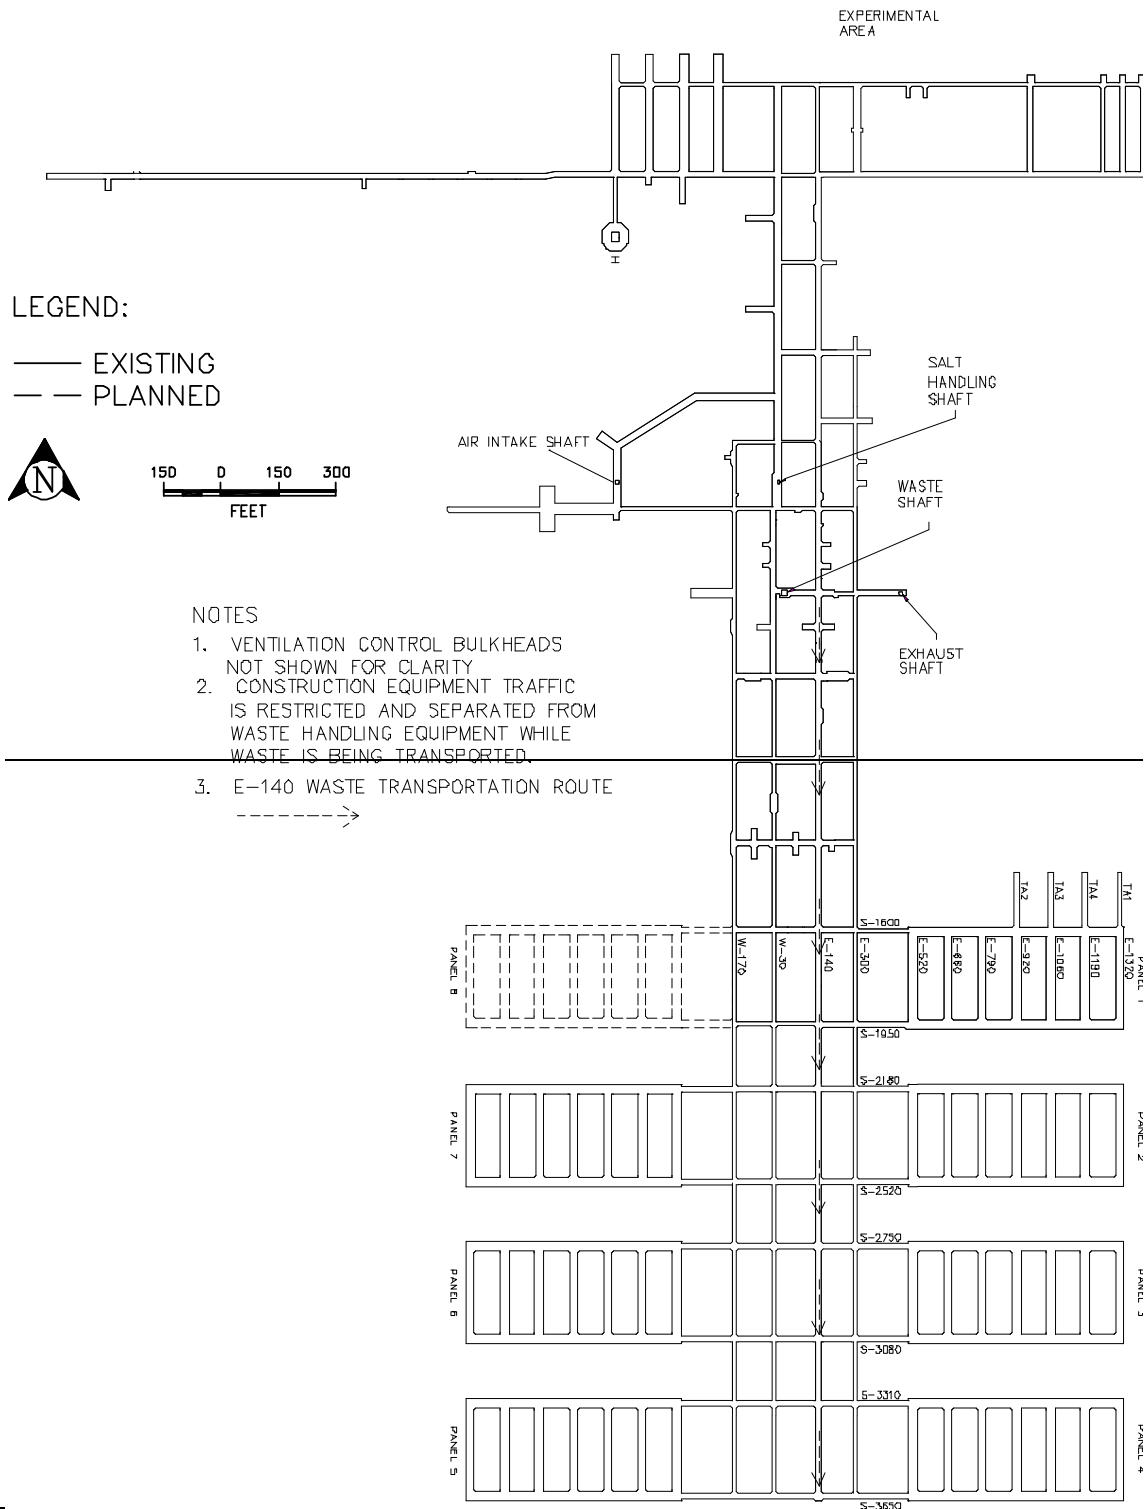 EXPERIMENTAL
AREA
H
LEGEND:
EXISTING
PLANNED
SALT
HANDLING
SHAFT
AIR INTAKE SHAFT
N
150 0 150 300
FEET
WASTE
SHAFT
NOTES
1. VENTILATION CONTROL BULKHEADS
NOT SHOWN FOR CLARITY
2. CONSTRUCTION EQUIPMENT TRAFFIC
IS RESTRICTED AND SEPARATED FROM
WASTE HANDLING EQUIPMENT WHILE
WASTE IS BEING TRANSPORTED.
3. E-140 WASTE TRANSPORTATION ROUTE
EXHAUST
SHAFT
TA2
TA3
TA4
TA1
S-1600
PANEL 8
W-170
W-30
E-140
E-300
E-520
E-660
E-790
E-920
E-1060
E-1190
E-1320
PANEL 1
S-1950
S-2180
PANEL 7
PANEL 2
S-2520
S-2750
PANEL 6
PANEL 3
S-3080
S-3310
PANEL 5
PANEL 4
S-3650